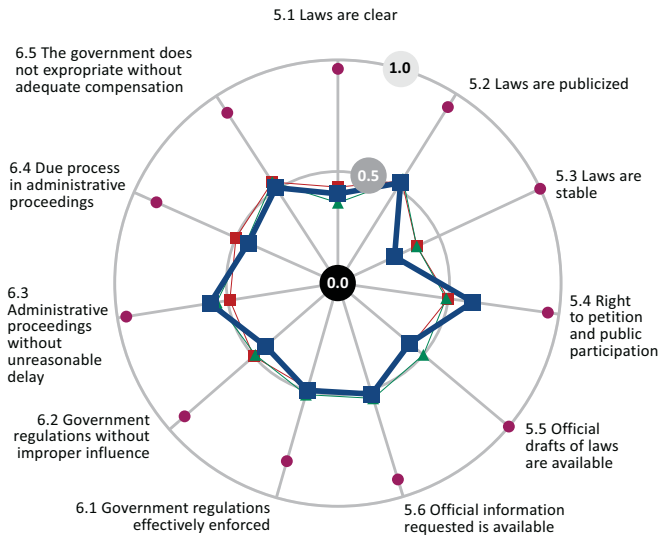 5.1 Laws are clear
1.0
5.2 Laws are publicized
5.3 Laws are
stable
5.4 Right
to petition
and public
participation
5.5 Official
drafts of laws
are available
5.6 Official information
requested is available
6.1 Government regulations
effectively enforced
6.2 Government
regulations without
improper influence
6.3
Administrative
proceedings
without
unreasonable
delay
6.4 Due process
in administrative
proceedings
6.5 The government does
not expropriate without
adequate compensation
0.5
0.0